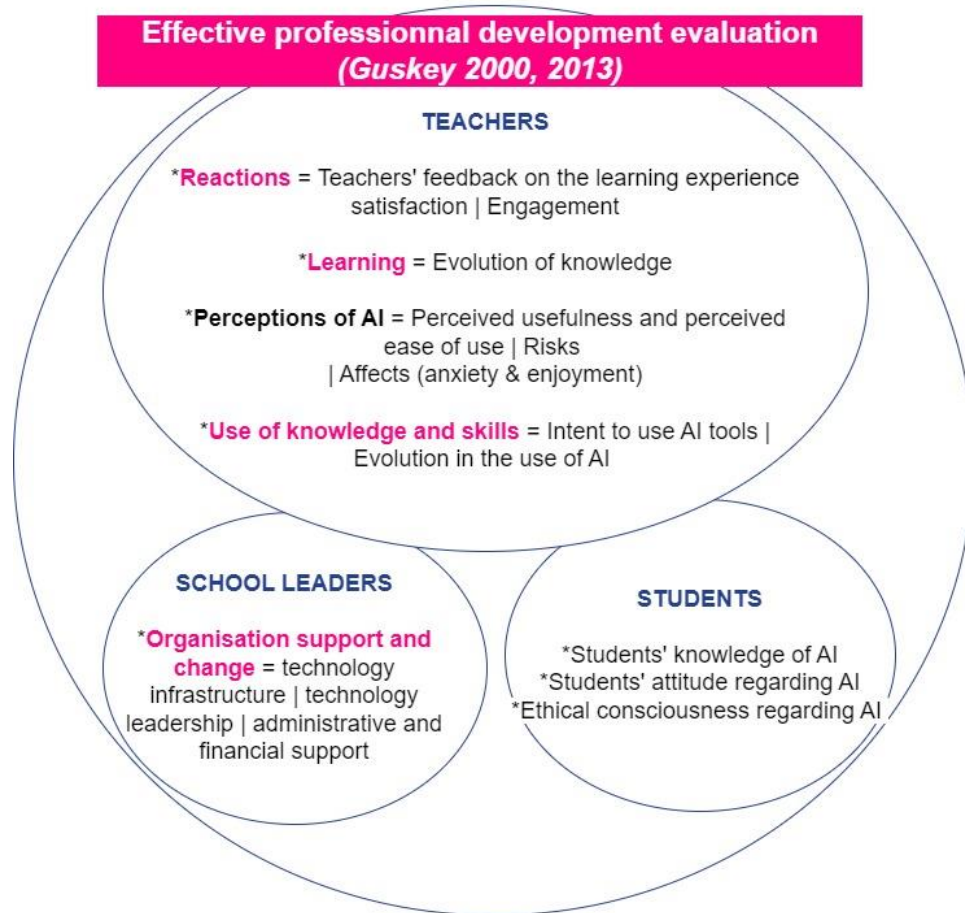 Effective professionnal development evaluation
(Guskey 2000, 2013)
TEACHERS
*Reactions = Teachers' feedback on the learning experience
satisfaction | Engagement
*Learning = Evolution of knowledge
*Perceptions of AI = Perceived usefulness and perceived
ease of use | Risks
| Affects (anxiety & enjoyment)
*Use of knowledge and skills = Intent to use AI tools |
Evolution in the use of AI
SCHOOL LEADERS
*Organisation support and
change = technology
infrastructure | technology
leadership | administrative and
financial support
STUDENTS
*Students' knowledge of AI
*Students' attitude regarding AI
*Ethical consciousness regarding AI